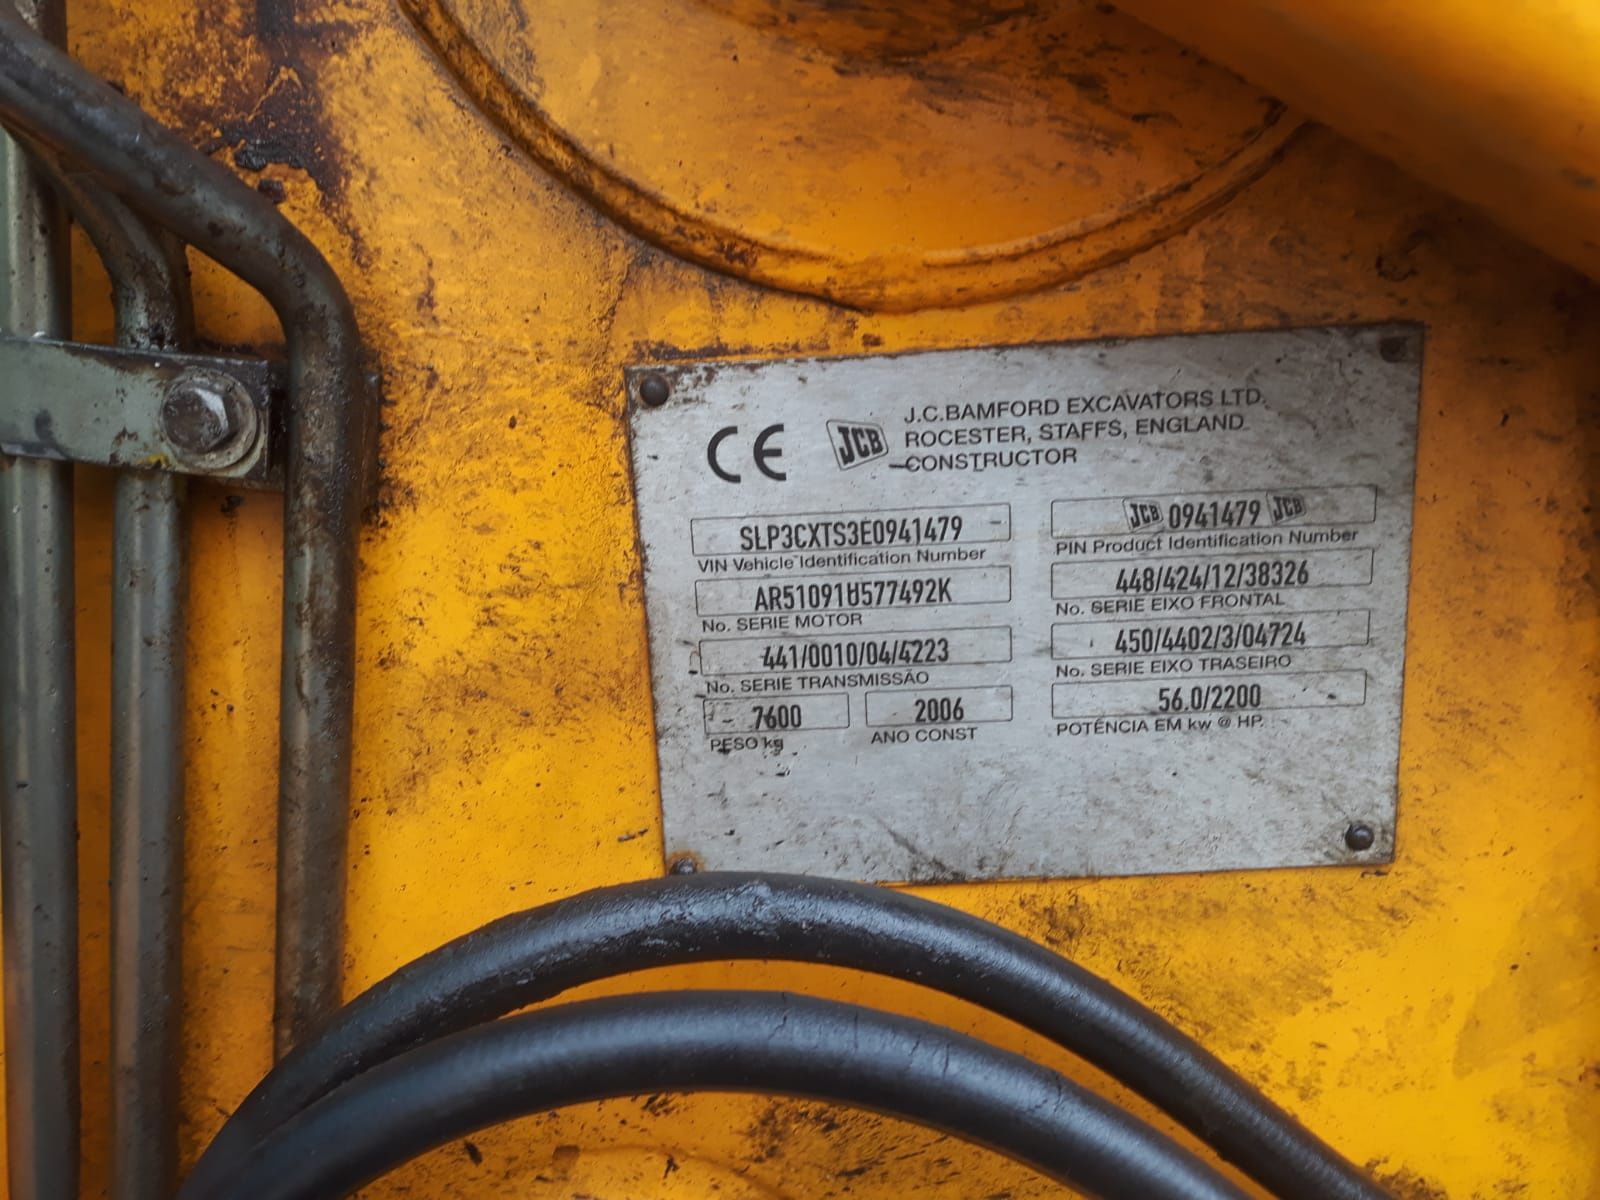 CE
JCB
J.C.BAMFORD EXCAVATORS LTD.
ROCESTER, STAFFS, ENGLAND
CONSTRUCTOR
SLP3CXTS3E0941479
VIN Vehicle Identification Number
AR51091U577492K
No. SERIE MOTOR
441/0010/04/4223
No. SERIE TRANSMISSÃO
7600
PESO kg
2006
ANO CONST
JCB 0941479 JCB
PIN Product Identification Number
448/424/12/38326
No. SERIE EIXO FRONTAL
450/4402/3/04724
No. SERIE EIXO TRASEIRO
56.0/2200
POTÊNCIA EM kw @ HP.